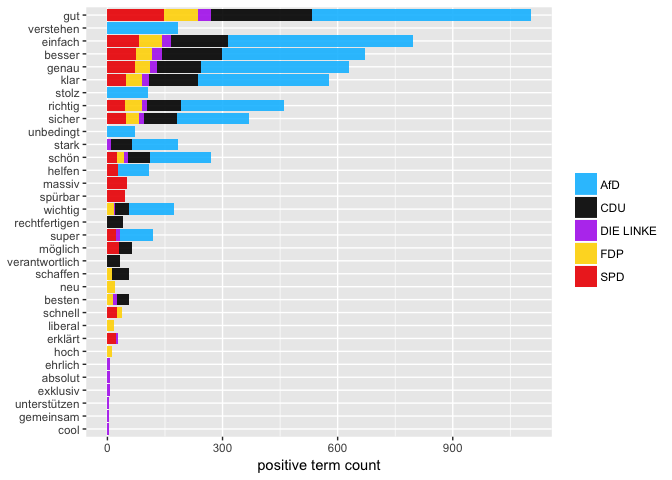 gut
verstehen
einfach
besser
genau
klar
stolz
richtig
sicher
unbedingt
stark
schön
helfen
massiv
spürbar
wichtig
rechtfertigen
super
möglich
verantwortlich
schaffen
neu
besten
schnell
liberal
erklärt
hoch
ehrlich
absolut
exklusiv
unterstützen
gemeinsam
cool
0 300 600 900
positive term count
AfD
CDU
DIE LINKE
FDP
SPD